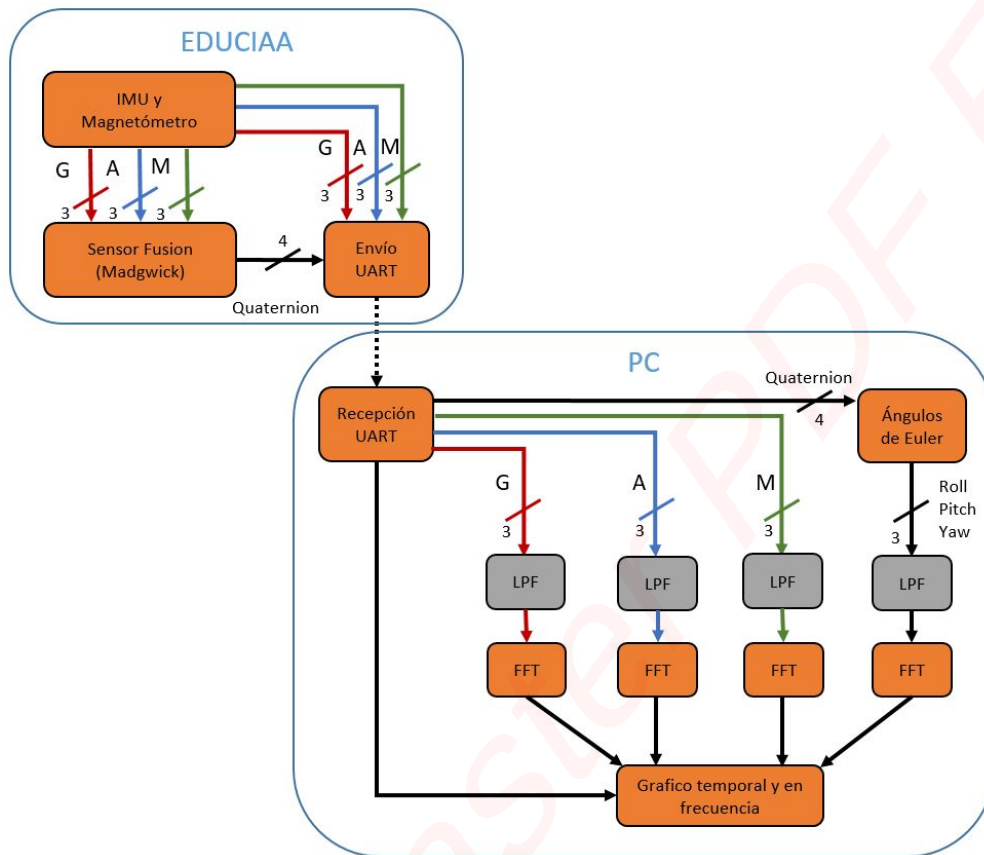 EDUCIAA
IMU y
Magnetómetro
G A M
3 3 3
G A M
3 3 3
Sensor Fusion
(Madgwick)
4
Quaternion
Envío
UART
PC
Recepción
UART
Quaternion
4
Ángulos
de Euler
G
3
A
3
M
3
Roll
Pitch
Yaw
3
LPF
LPF
LPF
LPF
FFT
FFT
FFT
FFT
Grafico temporal y en
frecuencia
ster PDF